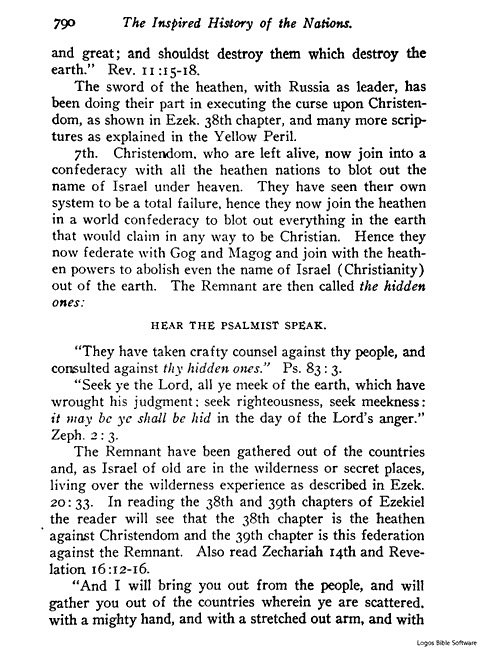 790 The Inspired History of the Nations.
and great; and shouldst destroy them which destroy the
earth." Rev. 11:15-18.
The sword of the heathen, with Russia as leader, has
been doing their part in executing the curse upon Christen-
dom, as shown in Ezek. 38th chapter, and many more scrip-
tures as explained in the Yellow Peril.
7th. Christendom, who are left alive, now join into a
confederacy with all the heathen nations to blot out the
name of Israel under heaven. They have seen their own
system to be a total failure, hence they now join the heathen
in a world confederacy to blot out everything in the earth
that would claim in any way to be Christian. Hence they
now federate with Gog and Magog and join with the heath-
en powers to abolish even the name of Israel (Christianity)
out of the earth. The Remnant are then called the hidden
ones:
HEAR THE PSALMIST SPEAK.
"They have taken crafty counsel against thy people, and
consulted against thy hidden ones." Ps. 83: 3.
"Seek ye the Lord, all ye meek of the earth, which have
wrought his judgment; seek righteousness, seek meekness:
it may be ye shall be hid in the day of the Lord's anger."
Zeph. 2: 3.
The Remnant have been gathered out of the countries
and, as Israel of old are in the wilderness or secret places,
living over the wilderness experience as described in Ezek.
20: 33. In reading the 38th and 39th chapters of Ezekiel
the reader will see that the 38th chapter is the heathen
against Christendom and the 39th chapter is this federation
against the Remnant. Also read Zechariah 14th and Reve-
lation 16:12-16.
"And I will bring you out from the people, and will
gather you out of the countries wherein ye are scattered,
with a mighty hand, and with a stretched out arm, and with
Logos Bible Software